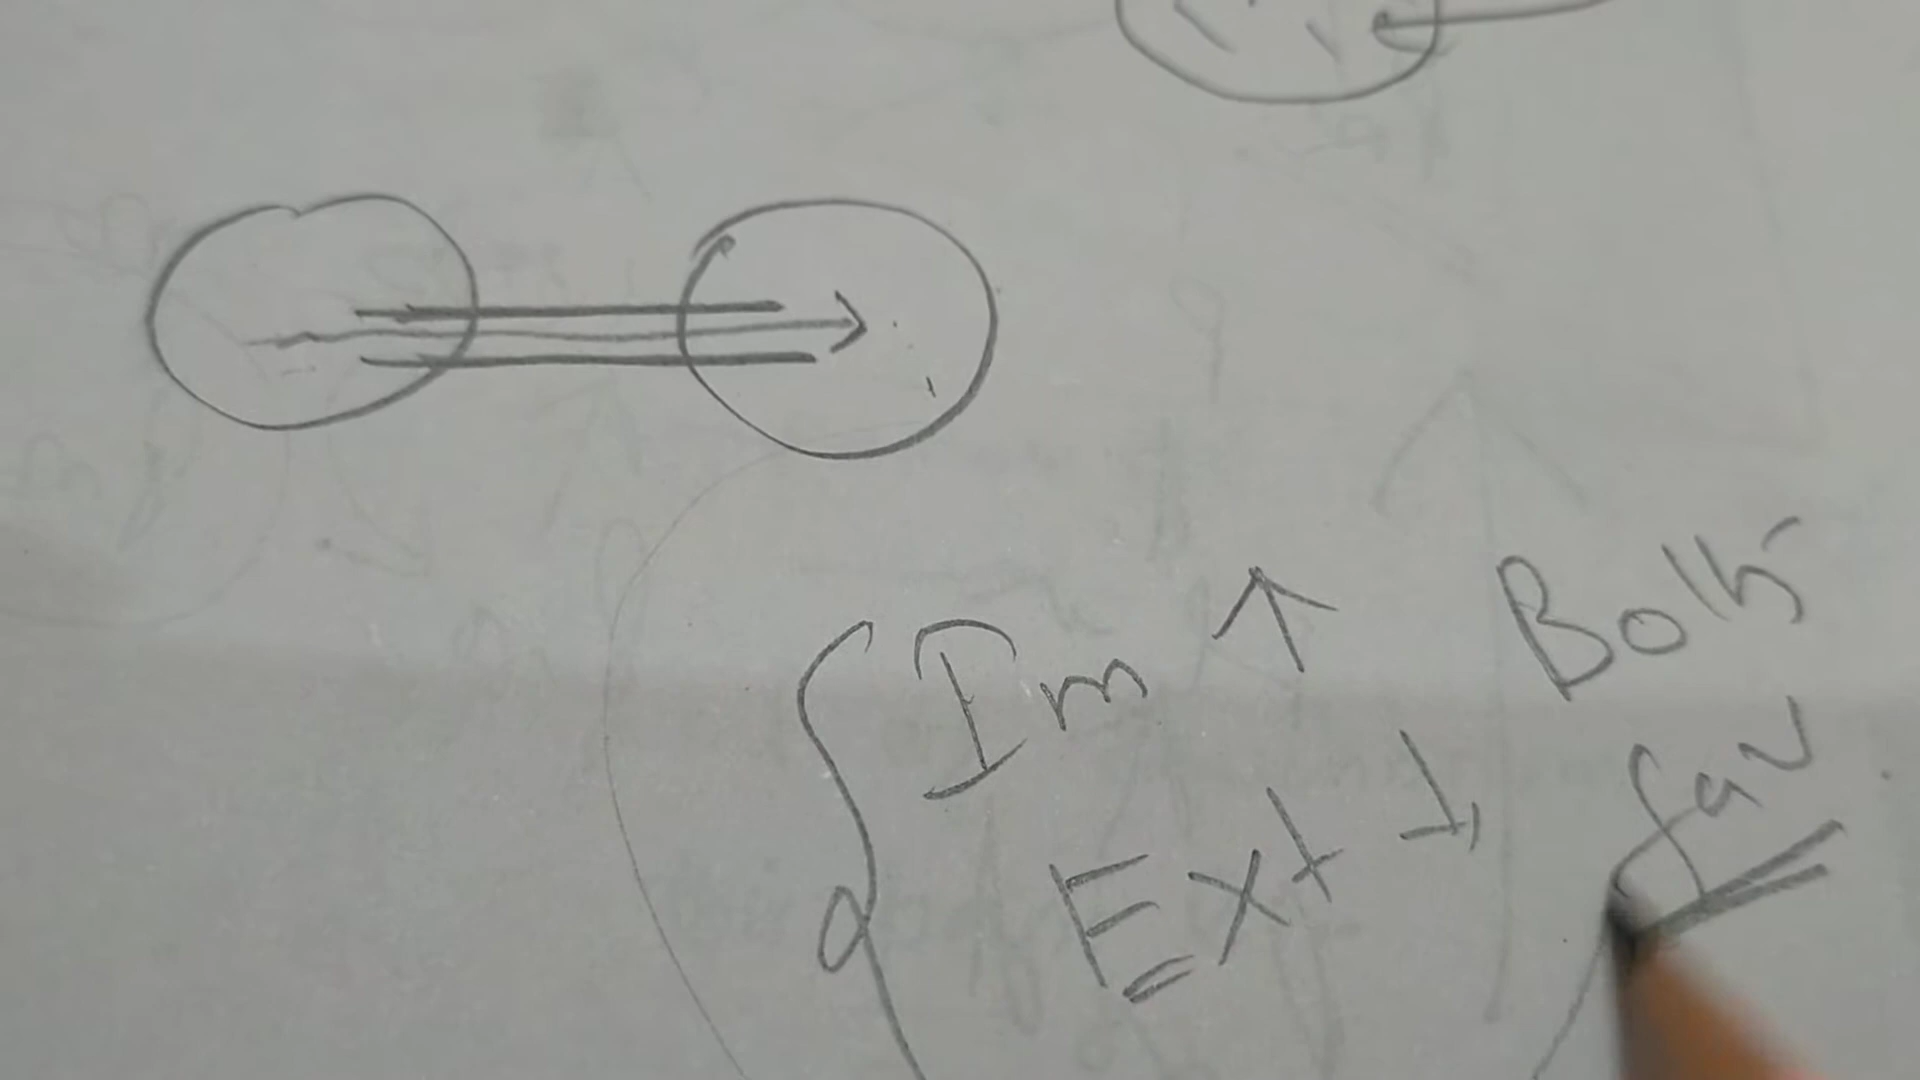 Im ↑
Ext ↓
Both
fav